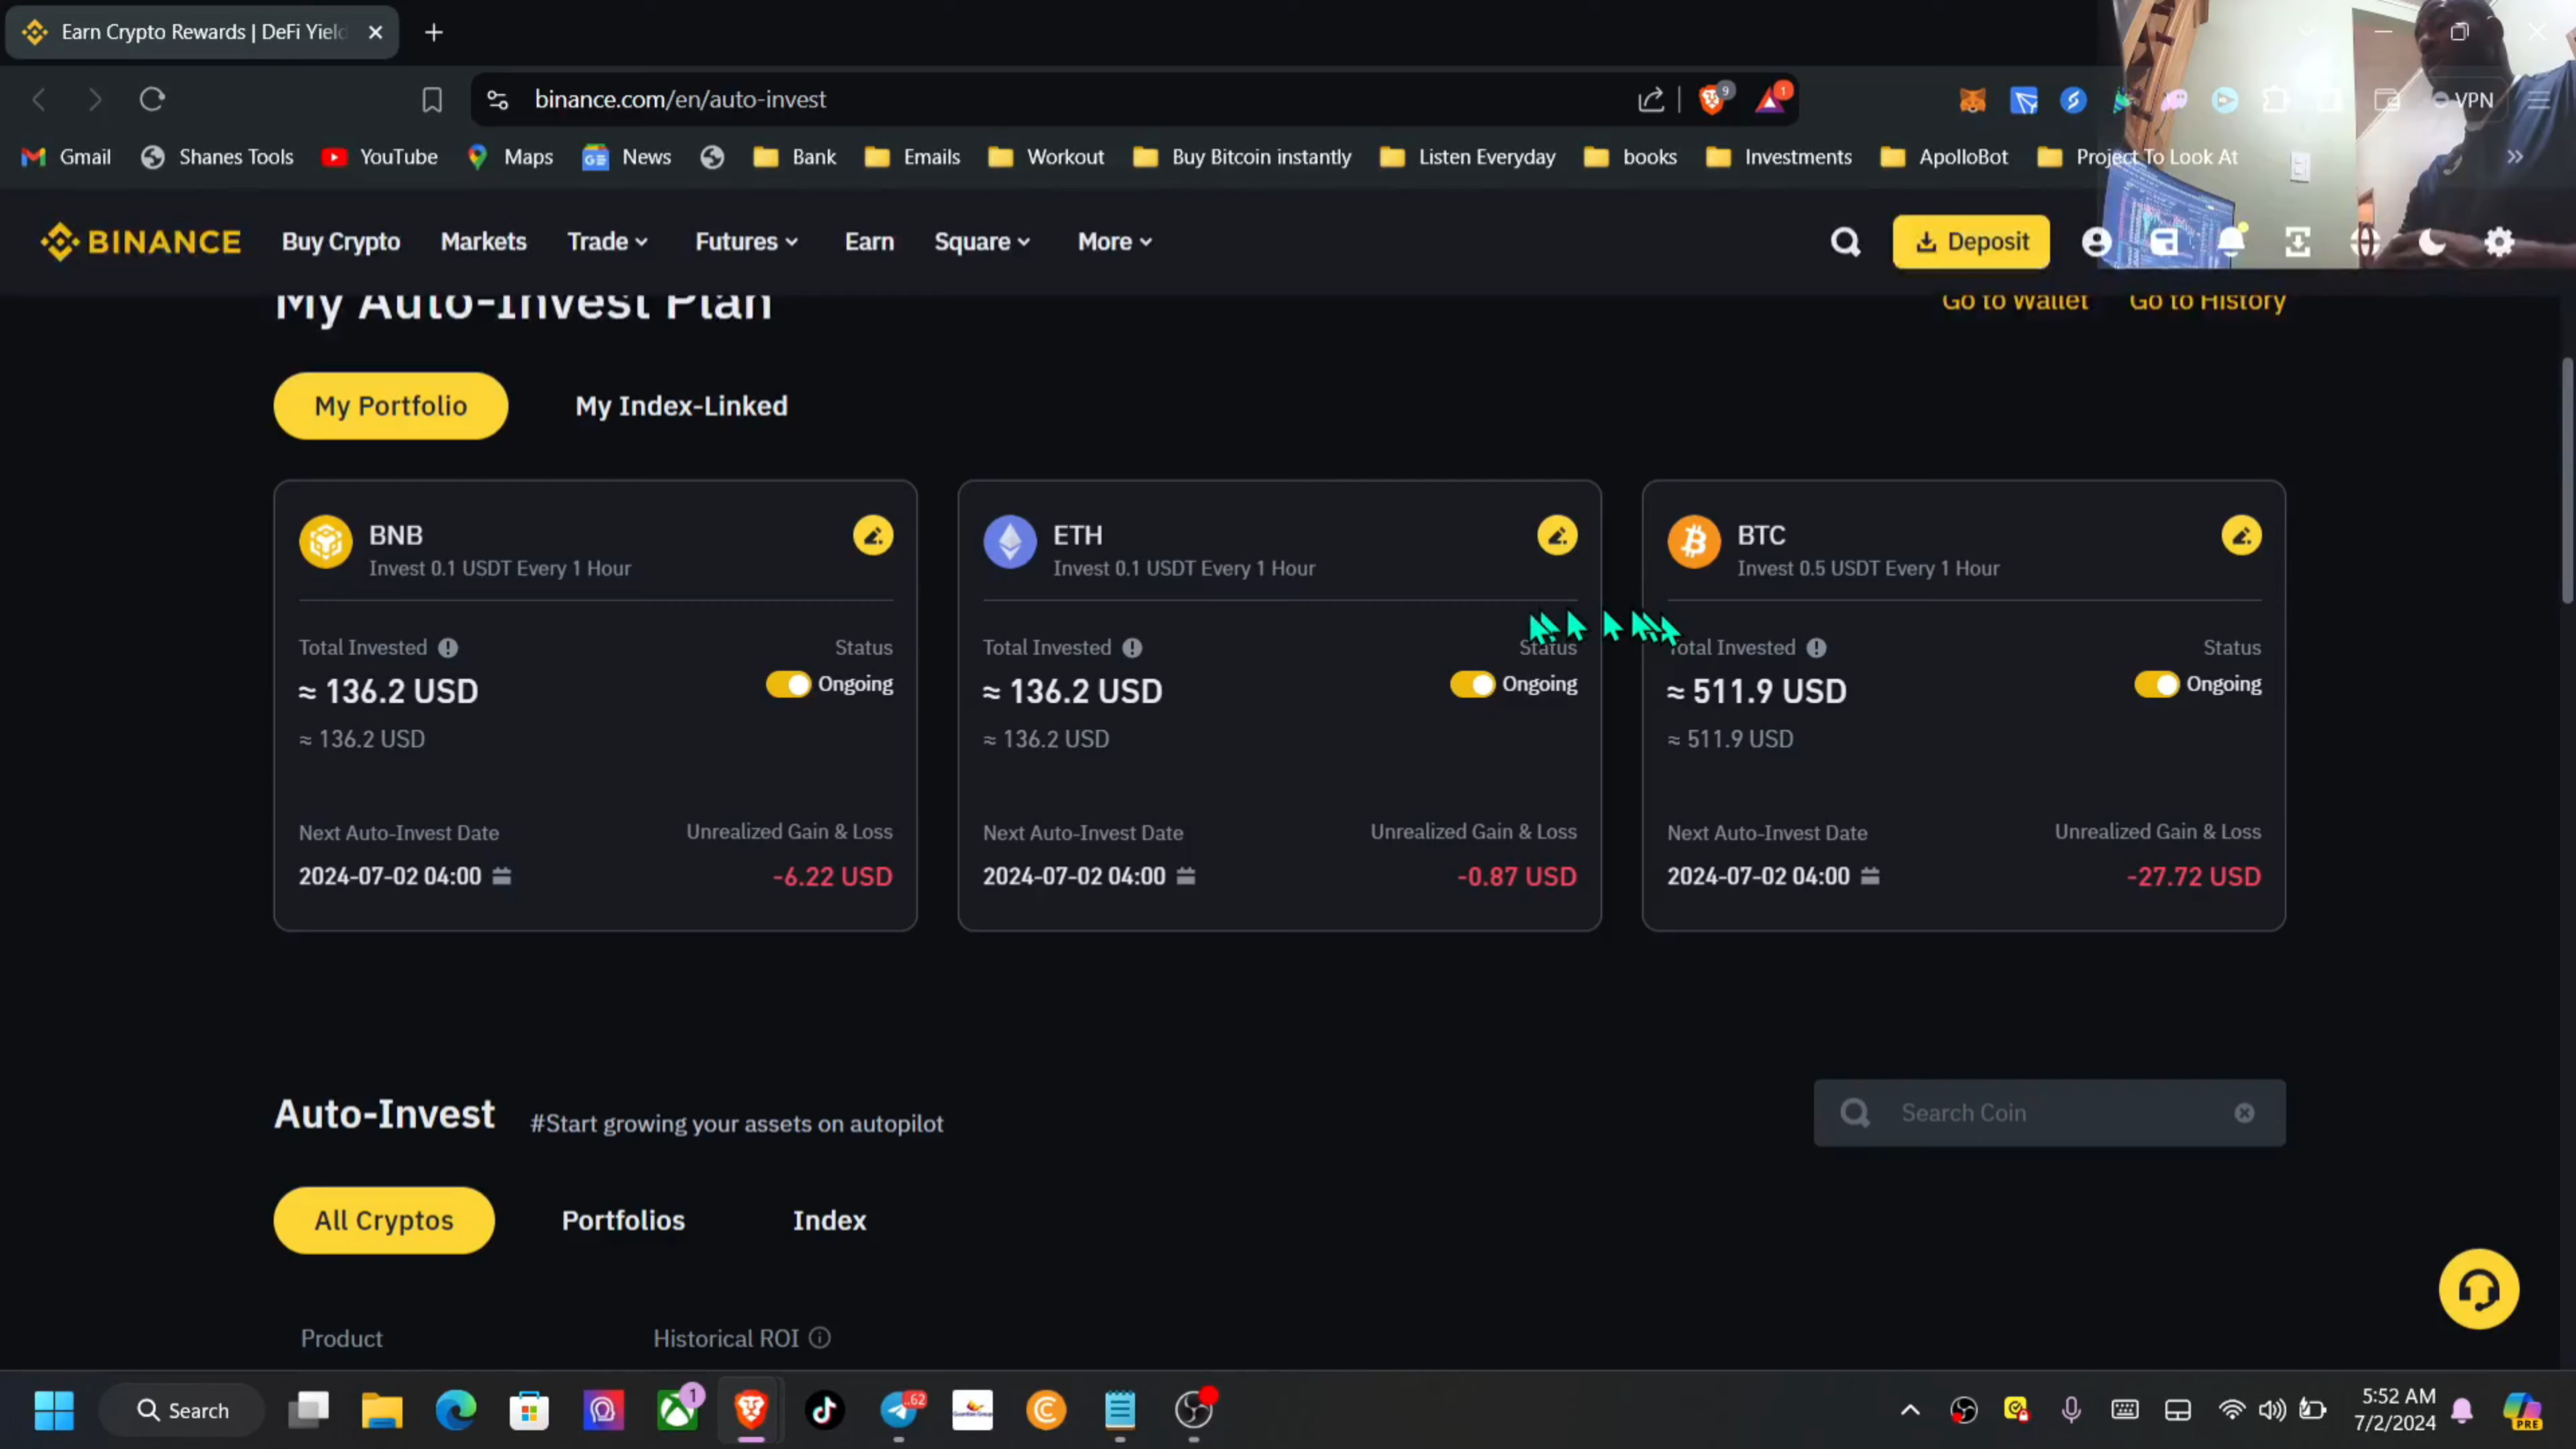 Earn Crypto Rewards | DeFi Yield
binance.com/en/auto-invest
9
1
VPN
Gmail
Shanes Tools
YouTube
Maps
News
Bank
Emails
Workout
Buy Bitcoin instantly
Listen Everyday
books
Investments
ApolloBot
Project To Look At
BINANCE
Buy Crypto
Markets
Trade
Futures
Earn
Square
More
Deposit
My Auto-Invest Plan
Go to Wallet
Go to History
My Portfolio
My Index-Linked
BNB
Invest 0.1 USDT Every 1 Hour
Total Invested
Status
≈ 136.2 USD
Ongoing
≈ 136.2 USD
Next Auto-Invest Date
Unrealized Gain & Loss
2024-07-02 04:00
-6.22 USD
ETH
Invest 0.1 USDT Every 1 Hour
Total Invested
Status
≈ 136.2 USD
Ongoing
≈ 136.2 USD
Next Auto-Invest Date
Unrealized Gain & Loss
2024-07-02 04:00
-0.87 USD
BTC
Invest 0.5 USDT Every 1 Hour
Total Invested
Status
≈ 511.9 USD
Ongoing
≈ 511.9 USD
Next Auto-Invest Date
Unrealized Gain & Loss
2024-07-02 04:00
-27.72 USD
Auto-Invest
#Start growing your assets on autopilot
Search Coin
All Cryptos
Portfolios
Index
Product
Historical ROI
Search
1
62
5:52 AM
7/2/2024
PRE